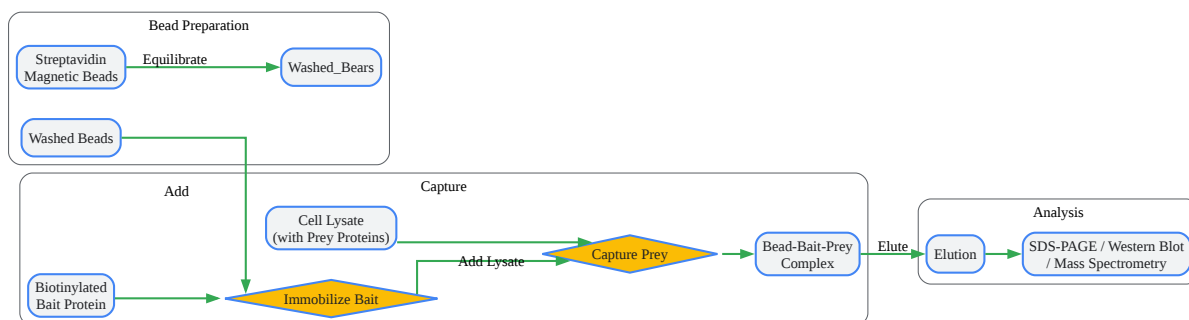 Bead Preparation
Streptavidin
Magnetic Beads
Equilibrate
Washed_Bears
Washed Beads
Add
Capture
Cell Lysate
(with Prey Proteins)
Add Lysate
Capture Prey
Bead-Bait-Prey
Complex
Biotinylated
Bait Protein
Immobilize Bait
Elute
Analysis
Elution
SDS-PAGE / Western Blot
/ Mass Spectrometry